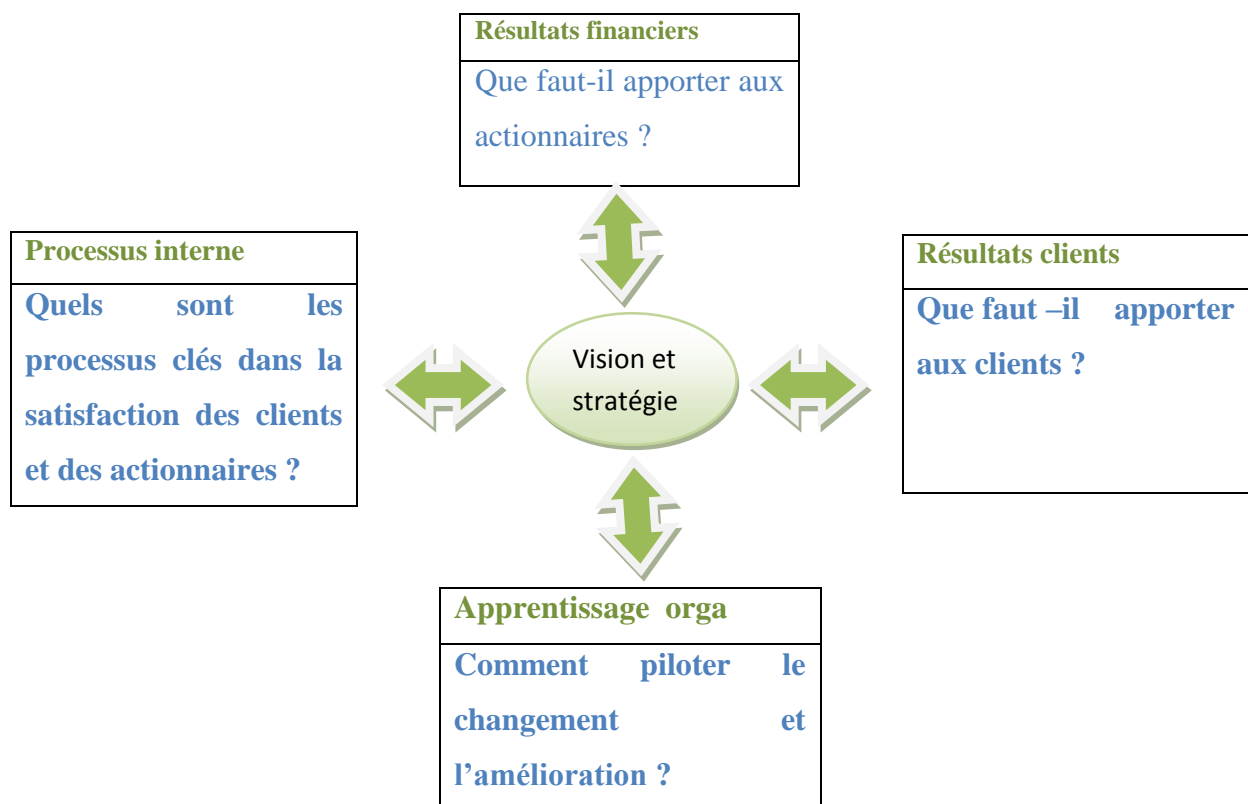 Résultats financiers
Que faut-il apporter aux
actionnaires ?
Processus interne
Quels sont les
processus clés dans la
satisfaction des clients
et des actionnaires ?
Vision et
stratégie
Résultats clients
Que faut –il apporter
aux clients ?
Apprentissage orga
Comment piloter le
changement et
l’amélioration ?